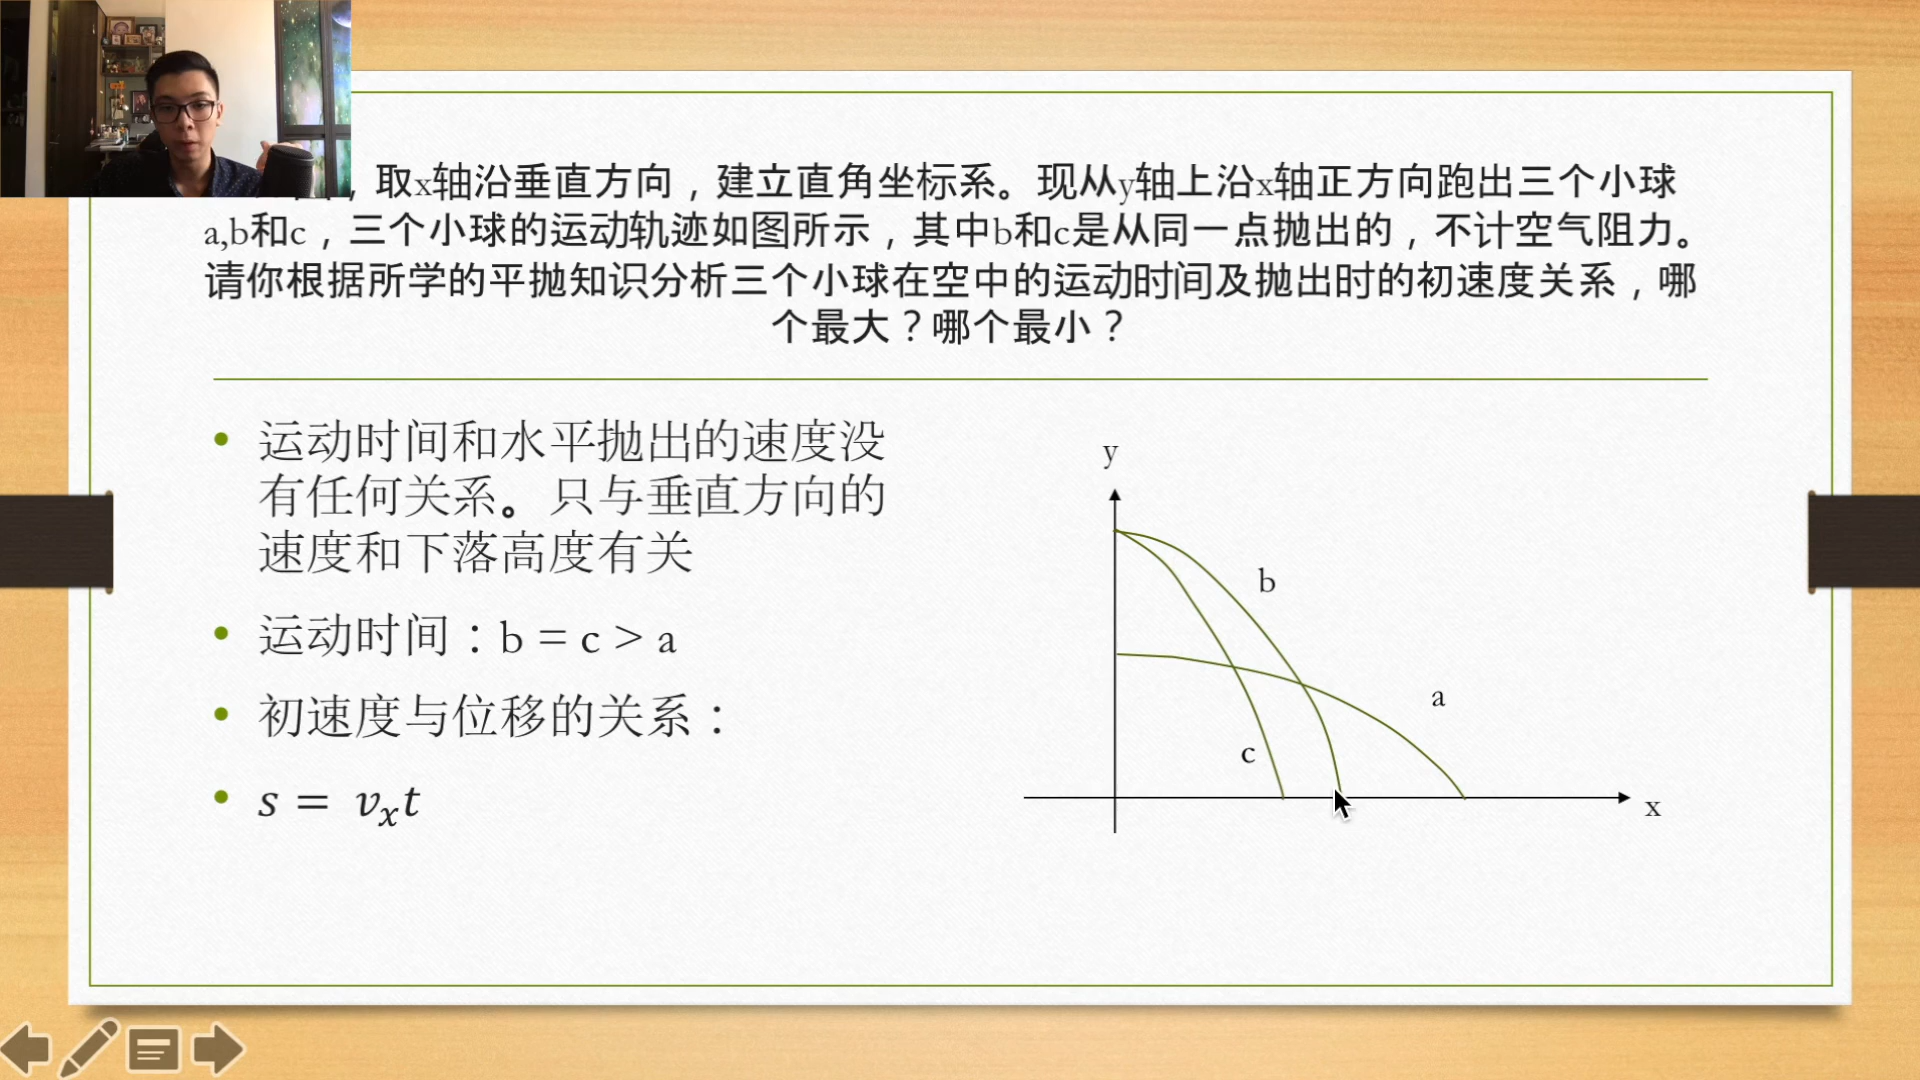 ，取x轴沿垂直方向，建立直角坐标系。现从y轴上沿x轴正方向跑出三个小球
a,b和c，三个小球的运动轨迹如图所示，其中b和c是从同一点抛出的，不计空气阻力。
请你根据所学的平抛知识分析三个小球在空中的运动时间及抛出时的初速度关系，哪
个最大？哪个最小？
• 运动时间和水平抛出的速度没
有任何关系。只与垂直方向的
速度和下落高度有关
• 运动时间：b = c > a
• 初速度与位移的关系：
• s = vₓt
y
b
a
c
x